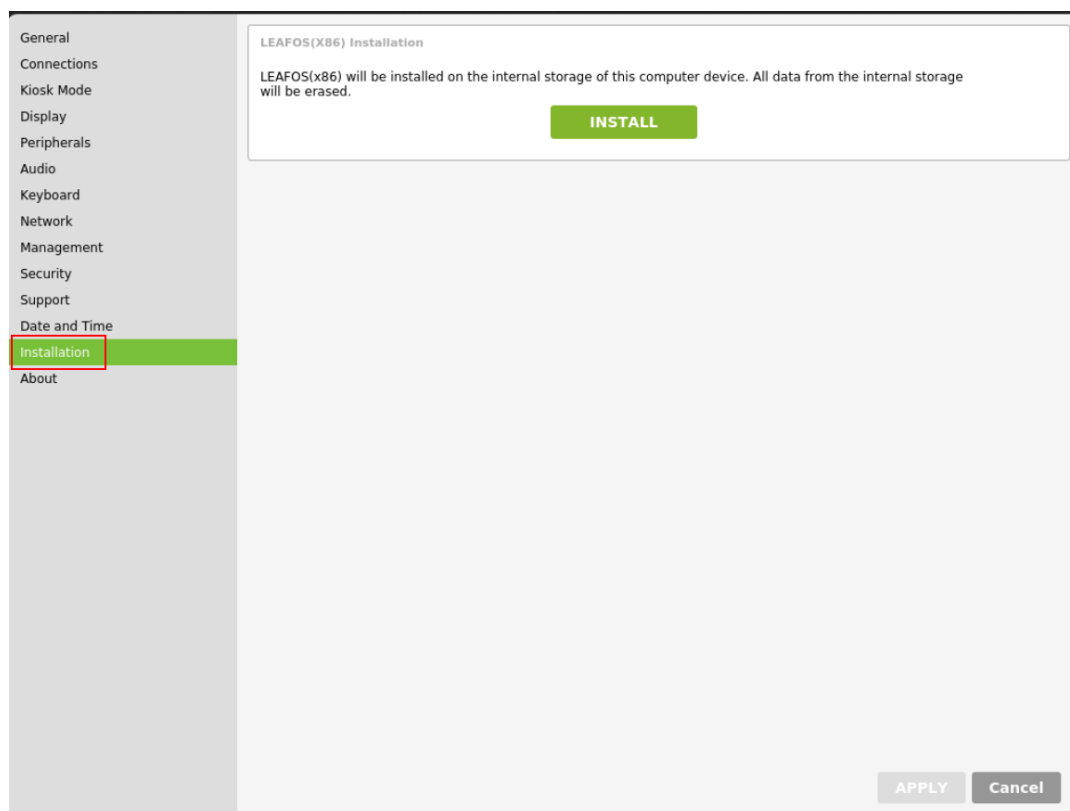 General
Connections
Kiosk Mode
Display
Peripherals
Audio
Keyboard
Network
Management
Security
Support
Date and Time
Installation
About
LEAFOS(X86) Installation
LEAFOS(x86) will be installed on the internal storage of this computer device. All data from the internal storage
will be erased.
INSTALL
APPLY
Cancel